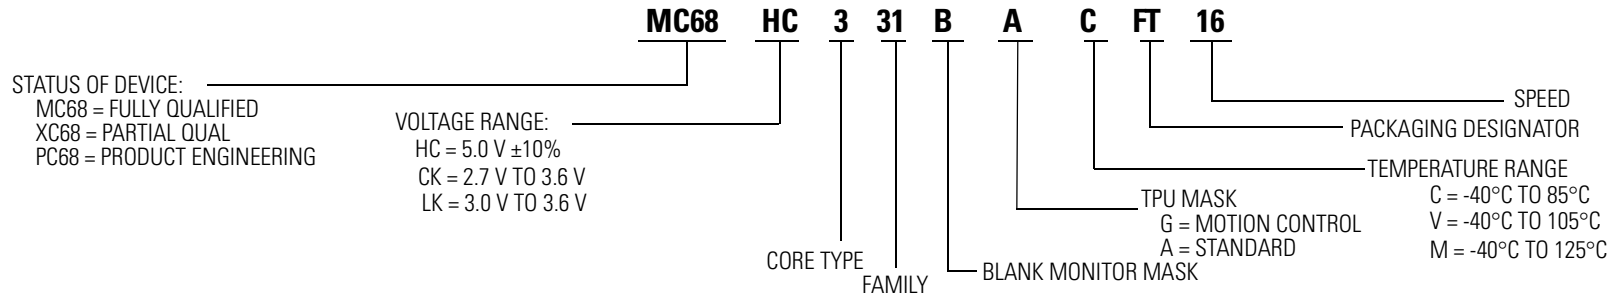 MC68 HC 3 31 B A C FT 16
STATUS OF DEVICE:
MC68 = FULLY QUALIFIED
XC68 = PARTIAL QUAL
PC68 = PRODUCT ENGINEERING
VOLTAGE RANGE:
HC = 5.0 V ±10%
CK = 2.7 V TO 3.6 V
LK = 3.0 V TO 3.6 V
CORE TYPE
FAMILY
BLANK MONITOR MASK
TPU MASK
G = MOTION CONTROL
A = STANDARD
TEMPERATURE RANGE
C = -40°C TO 85°C
V = -40°C TO 105°C
M = -40°C TO 125°C
PACKAGING DESIGNATOR
SPEED